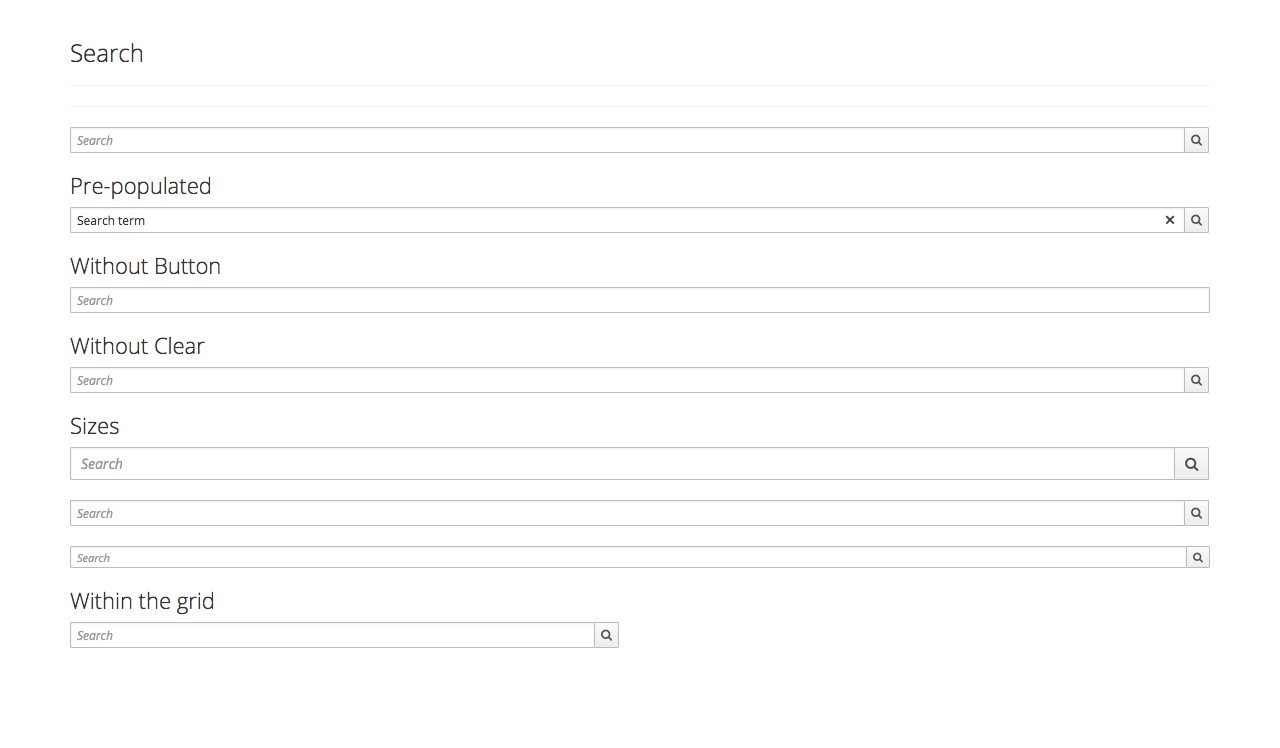 Search
Search
Pre-populated
Search term
Without Button
Search
Without Clear
Search
Sizes
Search
Search
Search
Within the grid
Search